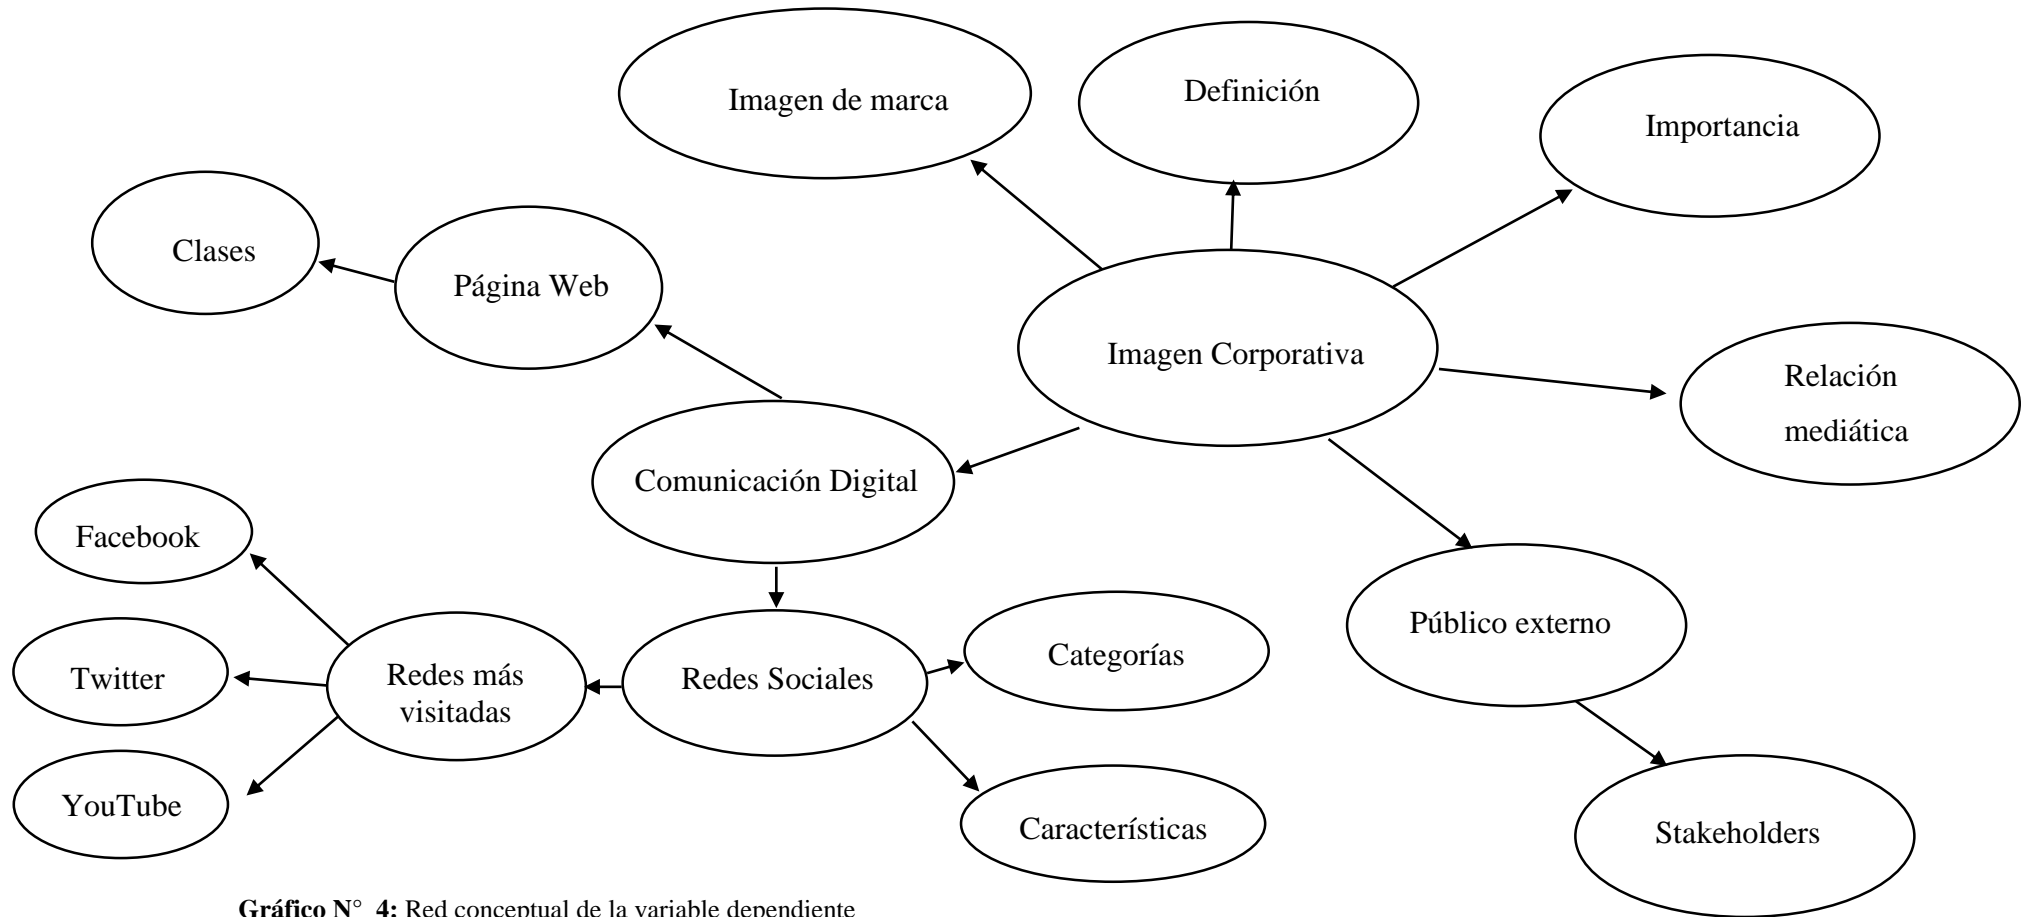 Imagen de marca
Definición
Importancia
Clases
Página Web
Imagen Corporativa
Relación
mediática
Comunicación Digital
Facebook
Público externo
Categorías
Redes más
visitadas
Redes Sociales
Twitter
YouTube
Características
Stakeholders
Gráfico N° 4: Red conceptual de la variable dependiente